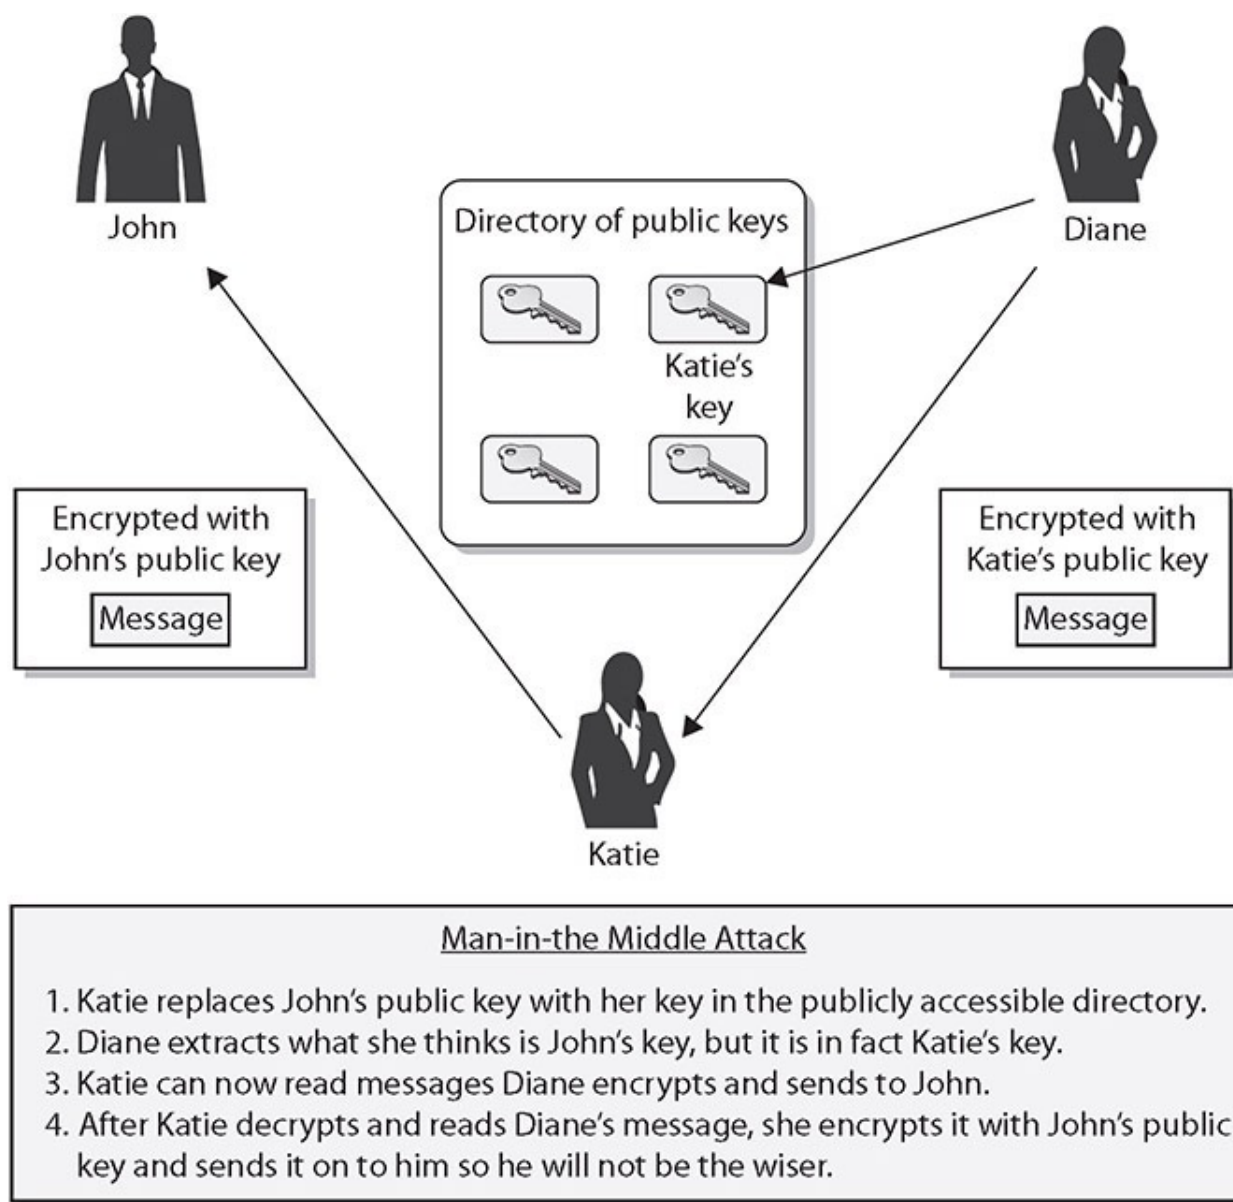 John
Diane
Directory of public keys
Katie's
key
Encrypted with
John's public key
Message
Encrypted with
Katie's public key
Message
Katie
Man-in-the Middle Attack
1. Katie replaces John's public key with her key in the publicly accessible directory.
2. Diane extracts what she thinks is John's key, but it is in fact Katie's key.
3. Katie can now read messages Diane encrypts and sends to John.
4. After Katie decrypts and reads Diane's message, she encrypts it with John's public
key and sends it on to him so he will not be the wiser.